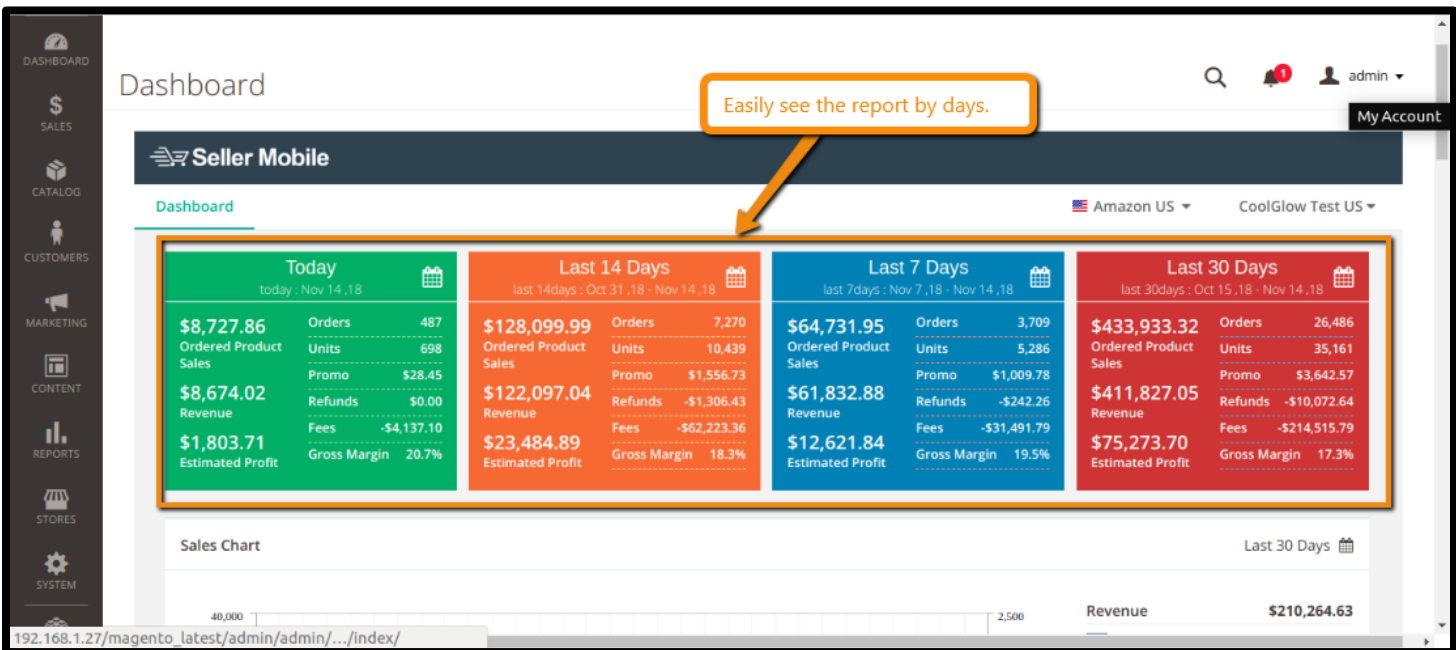 DASHBOARD
SALES
CATALOG
CUSTOMERS
MARKETING
CONTENT
REPORTS
STORES
SYSTEM
Dashboard
1
admin
My Account
Easily see the report by days.
Seller Mobile
Dashboard
Amazon US
CoolGlow Test US
Today
today : Nov 14 ,18
$8,727.86
Ordered Product
Sales
$8,674.02
Revenue
$1,803.71
Estimated Profit
Orders 487
Units 698
Promo $28.45
Refunds $0.00
Fees -$4,137.10
Gross Margin 20.7%
Last 14 Days
last 14days : Oct 31 ,18 - Nov 14 ,18
$128,099.99
Ordered Product
Sales
$122,097.04
Revenue
$23,484.89
Estimated Profit
Orders 7,270
Units 10,439
Promo $1,556.73
Refunds -$1,306.43
Fees -$62,223.36
Gross Margin 18.3%
Last 7 Days
last 7days : Nov 7 ,18 - Nov 14 ,18
$64,731.95
Ordered Product
Sales
$61,832.88
Revenue
$12,621.84
Estimated Profit
Orders 3,709
Units 5,286
Promo $1,009.78
Refunds -$242.26
Fees -$31,491.79
Gross Margin 19.5%
Last 30 Days
last 30days : Oct 15 ,18 - Nov 14 ,18
$433,933.32
Ordered Product
Sales
$411,827.05
Revenue
$75,273.70
Estimated Profit
Orders 26,486
Units 35,161
Promo $3,642.57
Refunds -$10,072.64
Fees -$214,515.79
Gross Margin 17.3%
Sales Chart
Last 30 Days
40,000
2,500
Revenue $210,264.63
192.168.1.27/magento_latest/admin/admin/.../index/